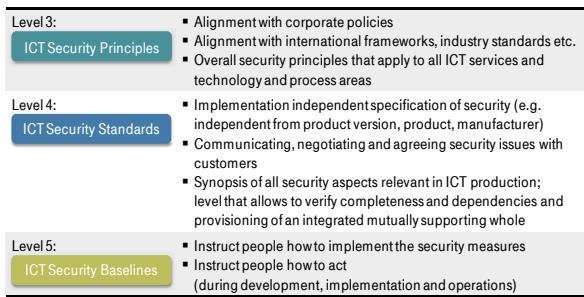 Level 3:
ICT Security Principles
▪ Alignment with corporate policies
▪ Alignment with international frameworks, industry standards etc.
▪ Overall security principles that apply to all ICT services and
technology and process areas
Level 4:
ICT Security Standards
▪ Implementation independent specification of security (e.g.
independent from product version, product, manufacturer)
▪ Communicating, negotiating and agreeing security issues with
customers
▪ Synopsis of all security aspects relevant in ICT production;
level that allows to verify completeness and dependencies and
provisioning of an integrated mutually supporting whole
Level 5:
ICT Security Baselines
▪ Instruct people how to implement the security measures
▪ Instruct people how to act
(during development, implementation and operations)